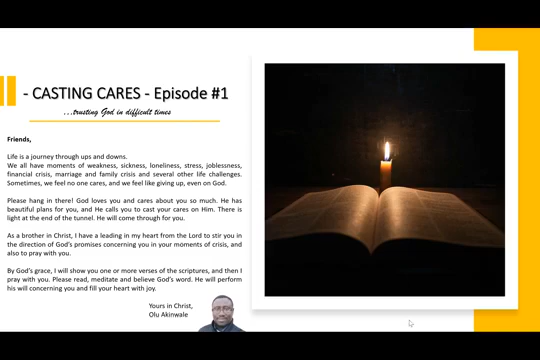 - CASTING CARES - Episode #1
...trusting God in difficult times
Friends,
Life is a journey through ups and downs.
We all have moments of weakness, sickness, loneliness, stress, joblessness,
financial crisis, marriage and family crisis and several other life challenges.
Sometimes, we feel no one cares, and we feel like giving up, even on God.
Please hang in there! God loves you and cares about you so much. He has
beautiful plans for you, and He calls you to cast your cares on Him. There is
light at the end of the tunnel. He will come through for you.
As a brother in Christ, I have a leading in my heart from the Lord to stir you in
the direction of God's promises concerning you in your moments of crisis, and
also to pray with you.
By God's grace, I will show you one or more verses of the scriptures, and then I
pray with you. Please read, meditate and believe God's word. He will perform
his will concerning you and fill your heart with joy.
Yours in Christ,
Olu Akinwale